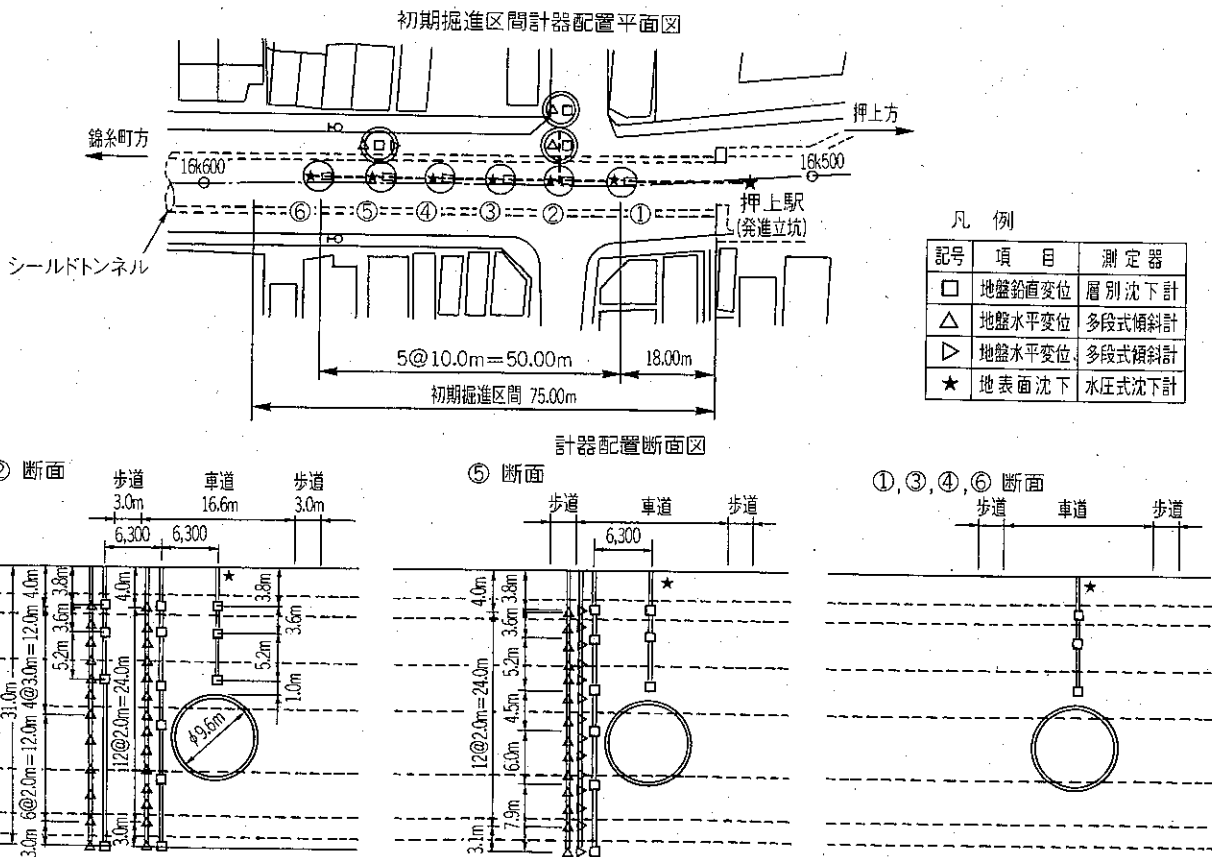 初期掘進区間計器配置平面図
錦糸町方
押上方
16k600
16k500
⑥ ⑤ ④ ③ ② ①
押上駅
(発進立坑)
シールドトンネル
5@10.0m=50.00m
18.00m
初期掘進区間 75.00m
凡 例
記号 項 目 測定器
□ 地盤鉛直変位 層別沈下計
△ 地盤水平変位 多段式傾斜計
▷ 地盤水平変位 多段式傾斜計
★ 地表面沈下 水圧式沈下計
計器配置断面図
② 断面
歩道 車道 歩道
3.0m 16.6m 3.0m
6,300 6,300
31.0m
4.0m
4@3.0m=12.0m
6@2.0m=12.0m
3.0m
3.8m
3.6m
5.2m
4.0m
12@2.0m=24.0m
3.0m
3.8m
3.6m
5.2m
1.0m
φ9.6m
⑤ 断面
歩道 車道 歩道
6,300
4.0m
12@2.0m=24.0m
3.1m
3.8m
3.6m
5.2m
4.5m
6.0m
7.9m
①,③,④,⑥ 断面
歩道 車道 歩道